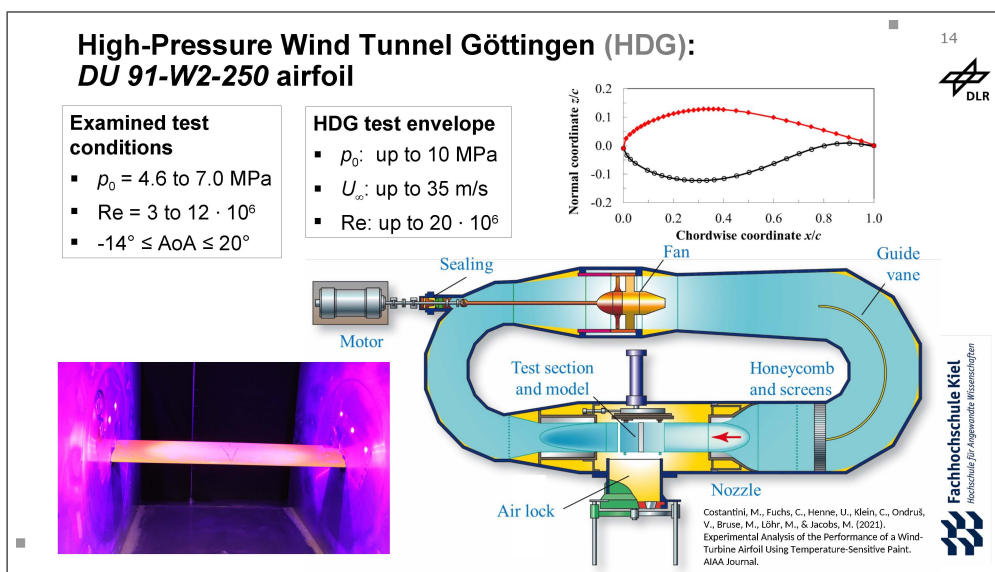 High-Pressure Wind Tunnel Göttingen (HDG):
DU 91-W2-250 airfoil
14
DLR
Examined test
conditions
▪ p₀ = 4.6 to 7.0 MPa
▪ Re = 3 to 12 · 10⁶
▪ -14° ≤ AoA ≤ 20°
HDG test envelope
▪ p₀: up to 10 MPa
▪ U∞: up to 35 m/s
▪ Re: up to 20 · 10⁶
Normal coordinate z/c
0.2
0.1
0.0
-0.1
-0.2
0.0 0.2 0.4 0.6 0.8 1.0
Chordwise coordinate x/c
Sealing
Fan
Guide
vane
Motor
Test section
and model
Honeycomb
and screens
Air lock
Nozzle
Costantini, M., Fuchs, C., Henne, U., Klein, C., Ondruš,
V., Bruse, M., Löhr, M., & Jacobs, M. (2021).
Experimental Analysis of the Performance of a Wind-
Turbine Airfoil Using Temperature-Sensitive Paint.
AIAA Journal.
Fachhochschule Kiel
Hochschule für Angewandte Wissenschaften